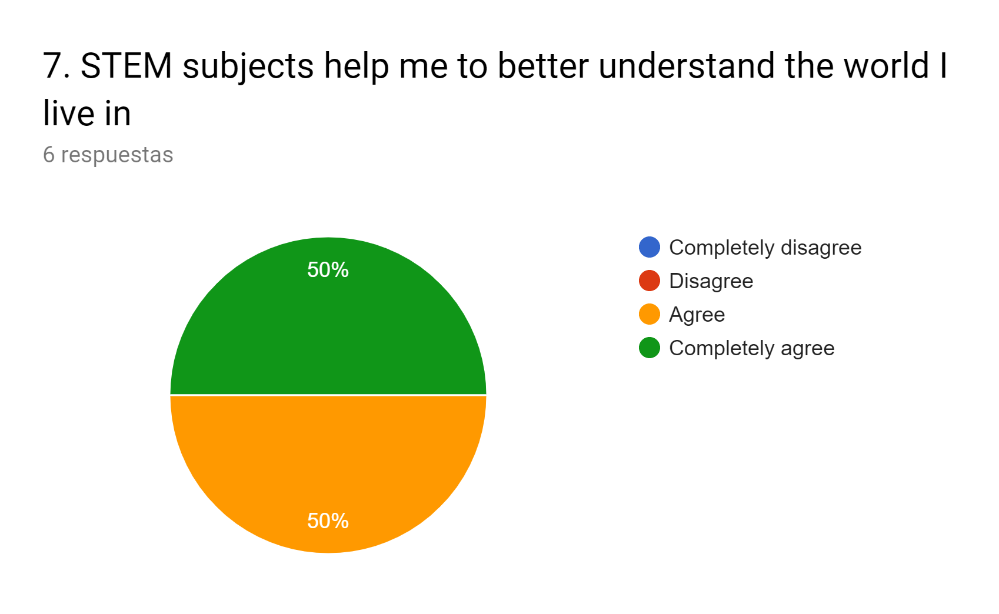 7. STEM subjects help me to better understand the world I
live in
6 respuestas
50%
50%
Completely disagree
Disagree
Agree
Completely agree